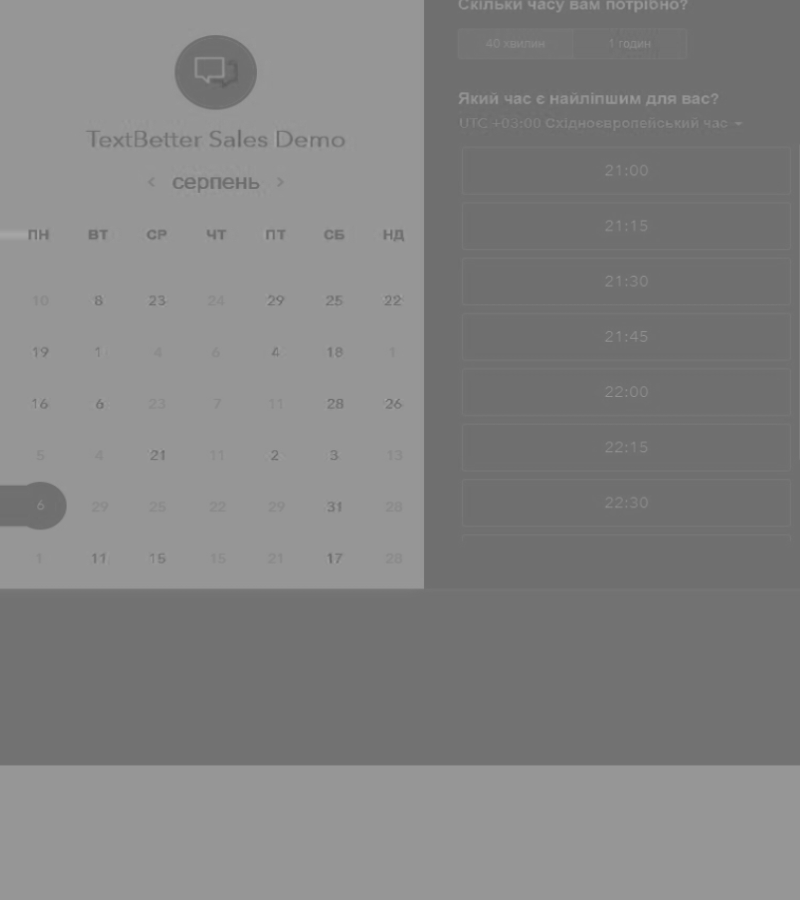 TextBetter Sales Demo
< серпень >
ПН ВТ СР ЧТ ПТ СБ НД
10 8 23 24 29 25 22
19 1 4 6 4 18 1
16 6 23 7 11 28 26
5 4 21 11 2 3 13
6 29 25 22 29 31 28
1 11 15 15 21 17 28
Скільки часу вам потрібно?
40 хвилин 1 годин
Який час є найліпшим для вас?
UTC +03:00 Східноєвропейський час
21:00
21:15
21:30
21:45
22:00
22:15
22:30